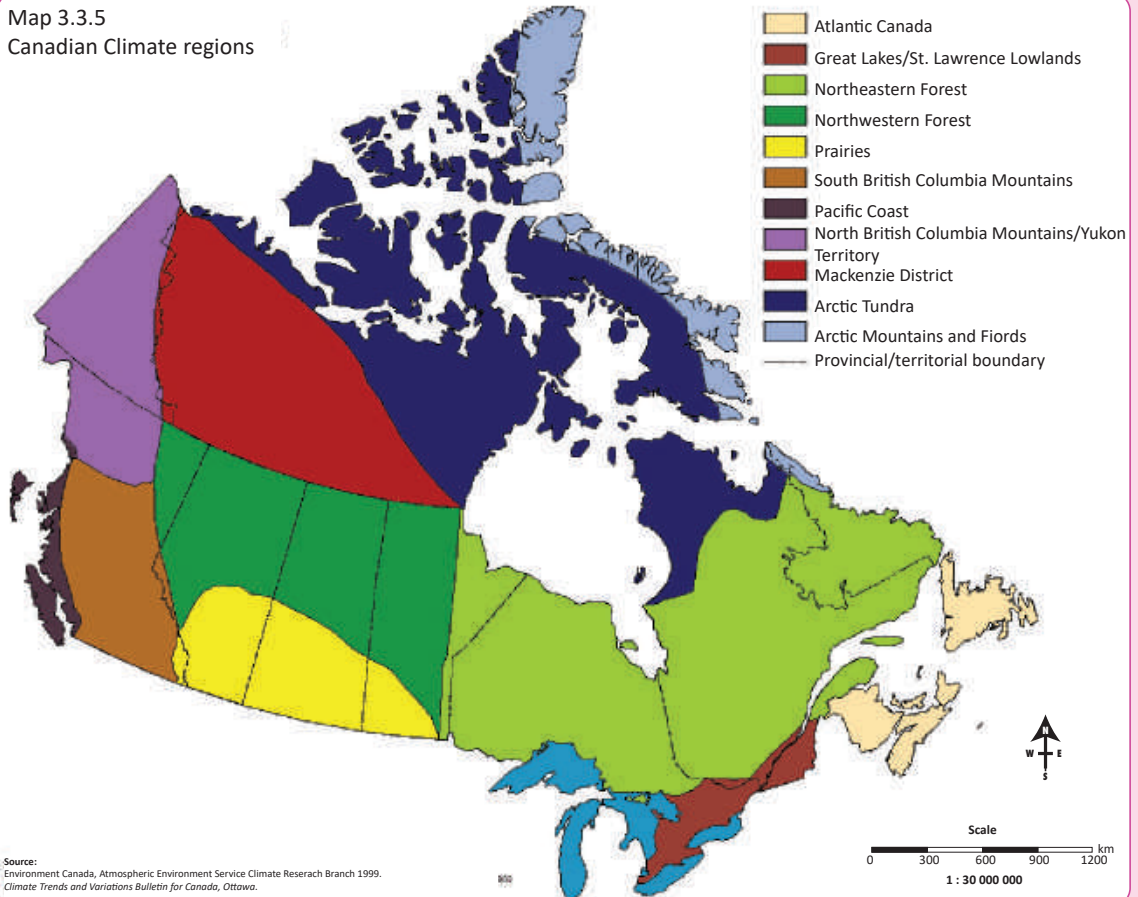 Map 3.3.5
Canadian Climate regions
Atlantic Canada
Great Lakes/St. Lawrence Lowlands
Northeastern Forest
Northwestern Forest
Prairies
South British Columbia Mountains
Pacific Coast
North British Columbia Mountains/Yukon
Territory
Mackenzie District
Arctic Tundra
Arctic Mountains and Fiords
Provincial/territorial boundary
N
W E
S
Scale
km
0 300 600 900 1200
1 : 30 000 000
Source:
Environment Canada, Atmospheric Environment Service Climate Reserach Branch 1999.
Climate Trends and Variations Bulletin for Canada, Ottawa.